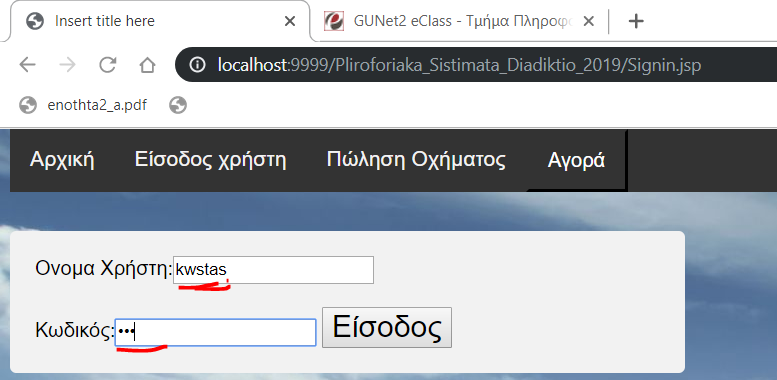 Insert title here
GUNet2 eClass - Τμήμα Πληροφο
localhost:9999/Pliroforiaka_Sistimata_Diadiktio_2019/Signin.jsp
enothta2_a.pdf
Αρχική Είσοδος χρήστη Πώληση Οχήματος Αγορά
Ονομα Χρήστη: kwstas
Κωδικός: ••• Είσοδος